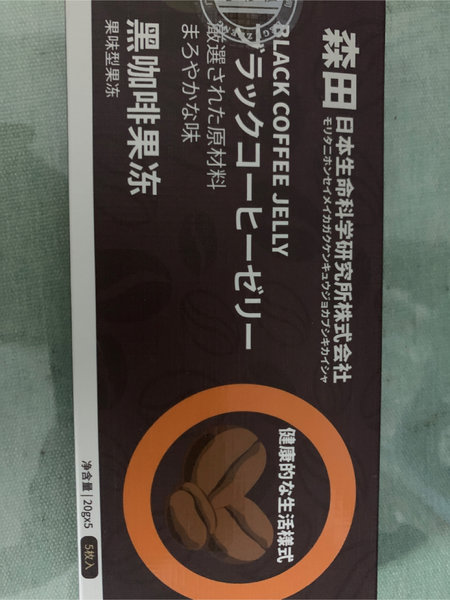 森田
日本生命科学研究所株式会社
モリタニホンセイメイカガクケンキュウジョカブシキカイシャ
BLACK COFFEE JELLY
ブラックコーヒーゼリー
厳選された原材料
まろやかな味
黑咖啡果冻
果味型果冻
健康的な生活様式
净含量 | 20gx5
5枚入